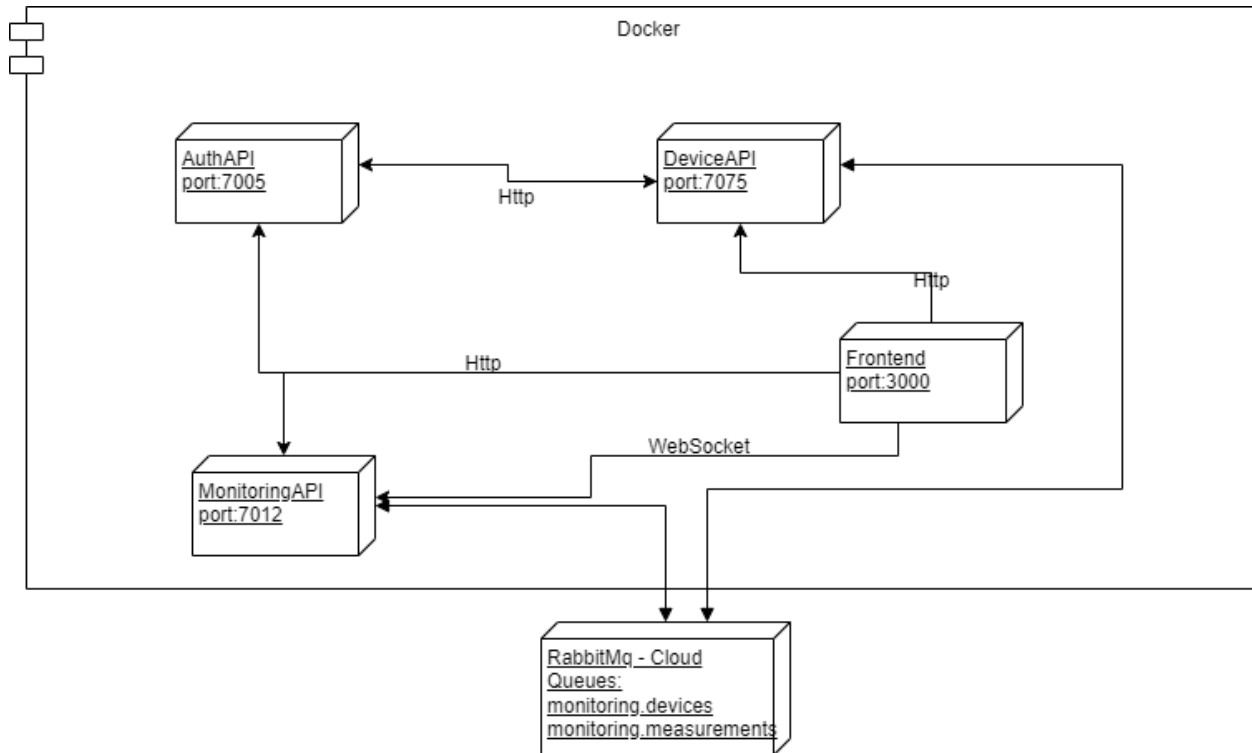 Docker
AuthAPI
port:7005
DeviceAPI
port:7075
Http
Http
Frontend
port:3000
Http
WebSocket
MonitoringAPI
port:7012
RabbitMq - Cloud
Queues:
monitoring.devices
monitoring.measurements